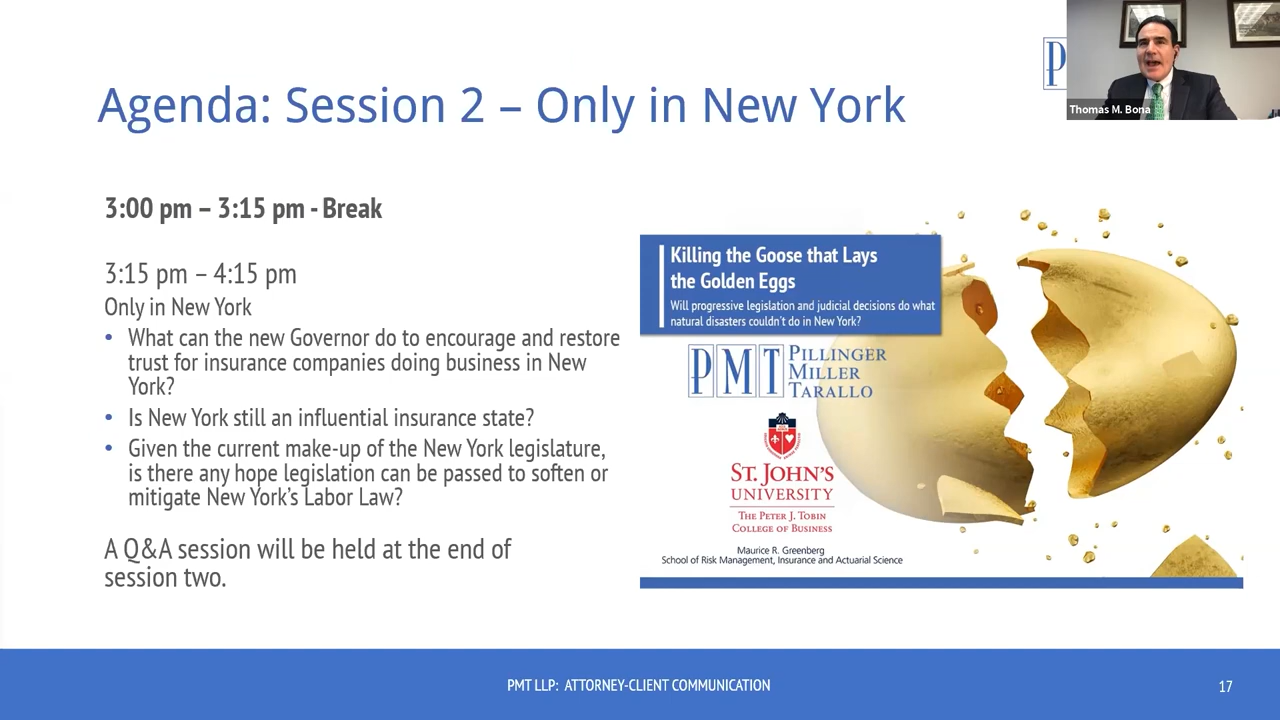 Agenda: Session 2 – Only in New York
P
Thomas M. Bona
3:00 pm – 3:15 pm - Break
3:15 pm – 4:15 pm
Only in New York
• What can the new Governor do to encourage and restore
trust for insurance companies doing business in New
York?
• Is New York still an influential insurance state?
• Given the current make-up of the New York legislature,
is there any hope legislation can be passed to soften or
mitigate New York's Labor Law?
A Q&A session will be held at the end of
session two.
Killing the Goose that Lays
the Golden Eggs
Will progressive legislation and judicial decisions do what
natural disasters couldn't do in New York?
PMT
PILLINGER
MILLER
TARALLO
ST. JOHN'S
UNIVERSITY
THE PETER J. TOBIN
COLLEGE OF BUSINESS
Maurice R. Greenberg
School of Risk Management, Insurance and Actuarial Science
PMT LLP: ATTORNEY-CLIENT COMMUNICATION
17